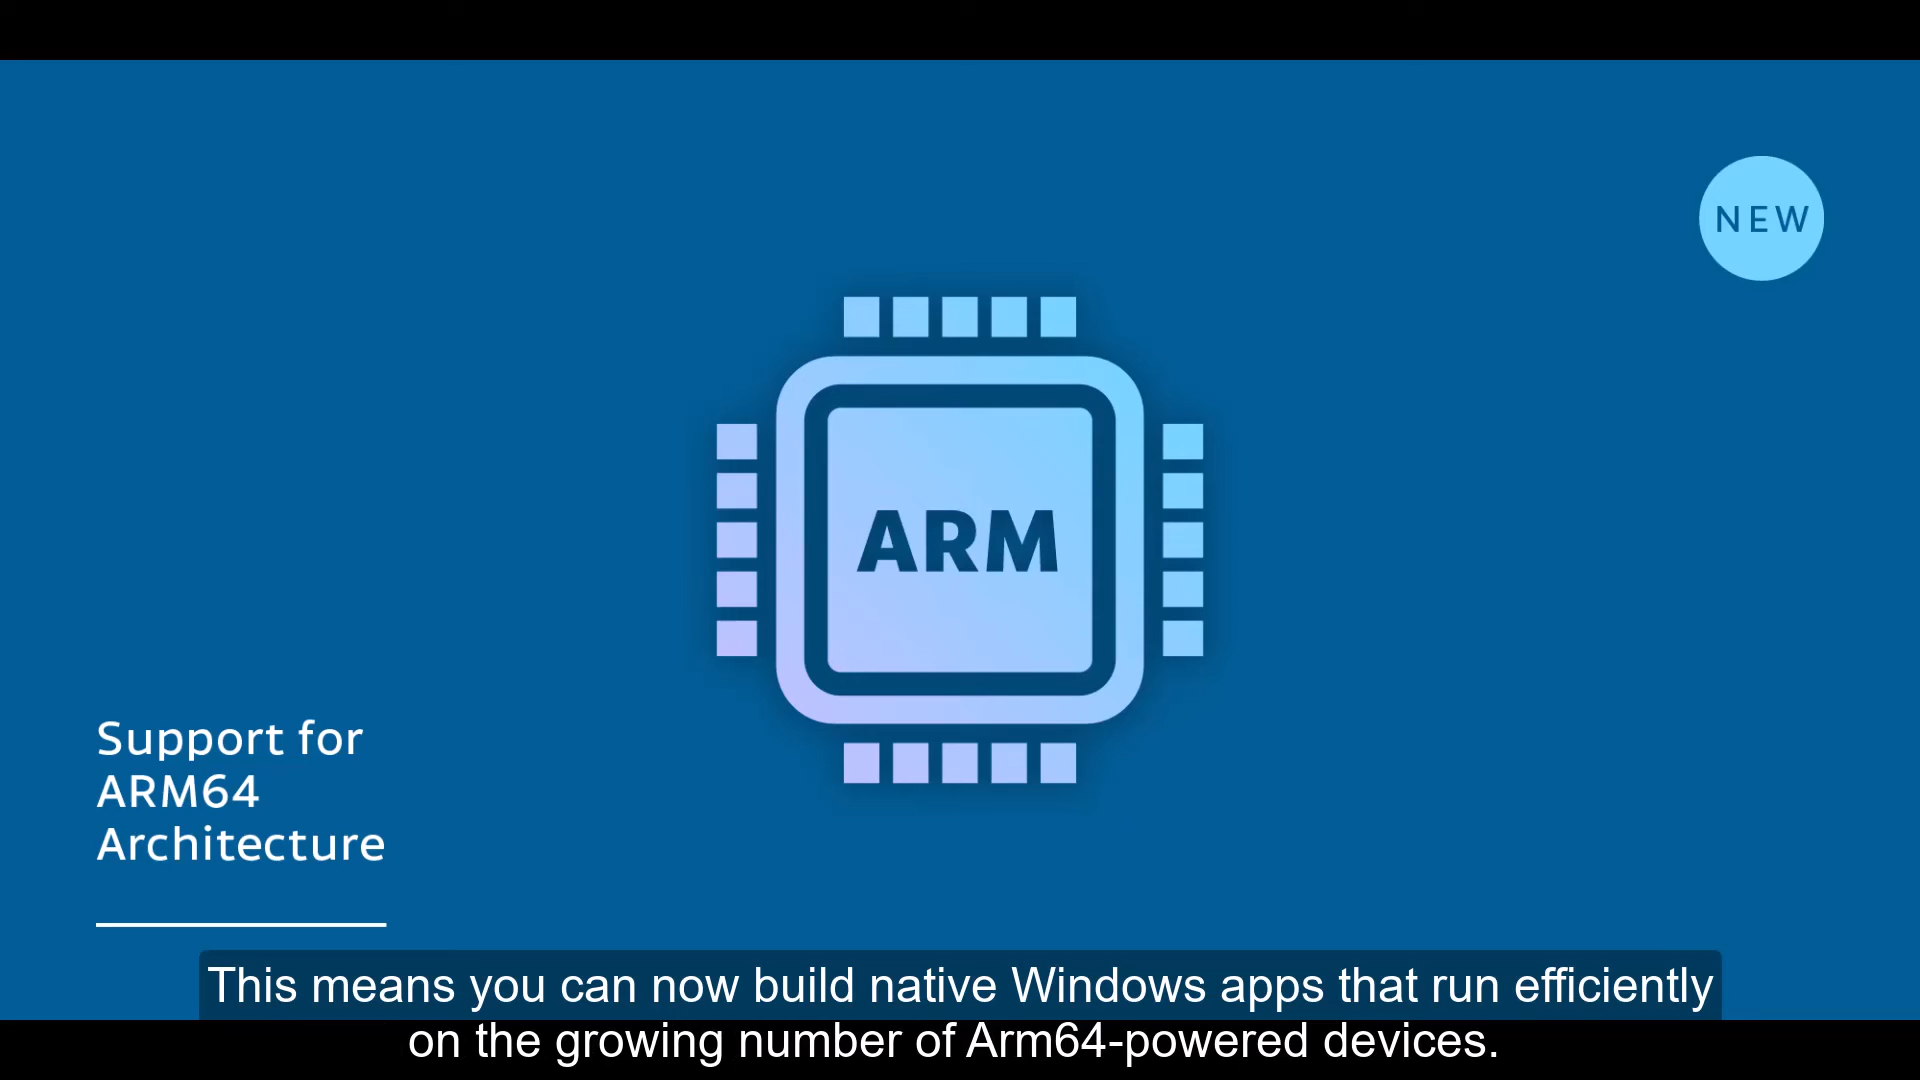 NEW
ARM
Support for
ARM64
Architecture
This means you can now build native Windows apps that run efficiently
on the growing number of Arm64-powered devices.